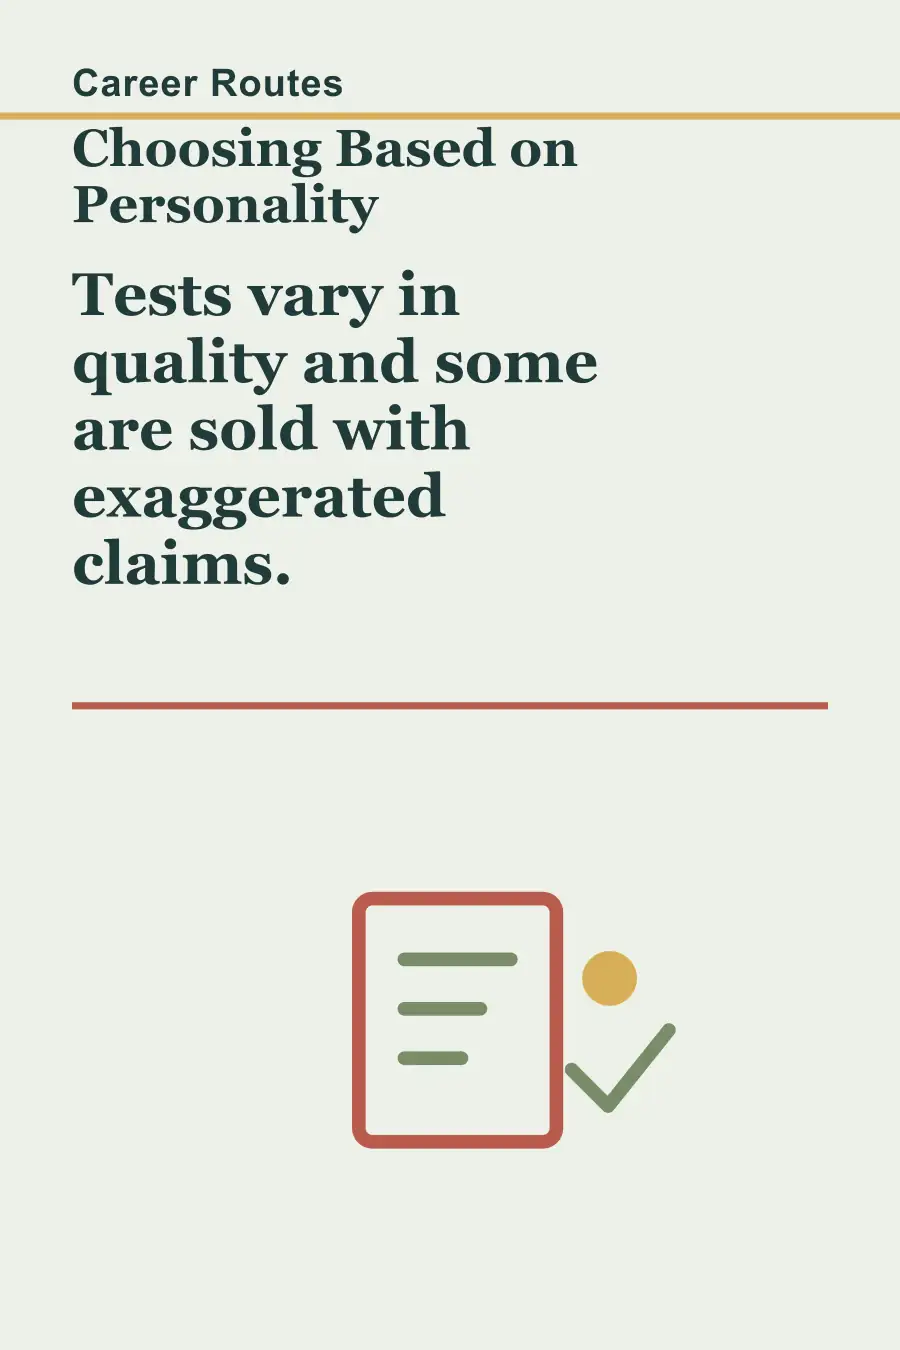 Career Routes
Choosing Based on
Personality
Tests vary in
quality and some
are sold with
exaggerated
claims.